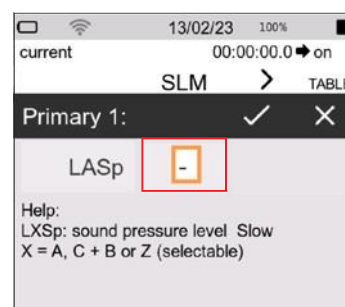 13/02/23 100%
current 00:00:00.0 → on
SLM > TABL
Primary 1: ✓ ✕
LASp -
Help:
LXSp: sound pressure level Slow
X = A, C + B or Z (selectable)